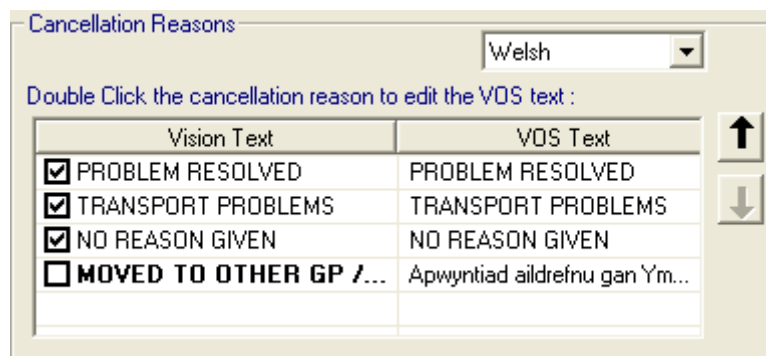 Cancellation Reasons
Welsh
Double Click the cancellation reason to edit the VOS text :
Vision Text VOS Text
PROBLEM RESOLVED PROBLEM RESOLVED
TRANSPORT PROBLEMS TRANSPORT PROBLEMS
NO REASON GIVEN NO REASON GIVEN
MOVED TO OTHER GP /... Apwyntiad aildrefnu gan Ym...